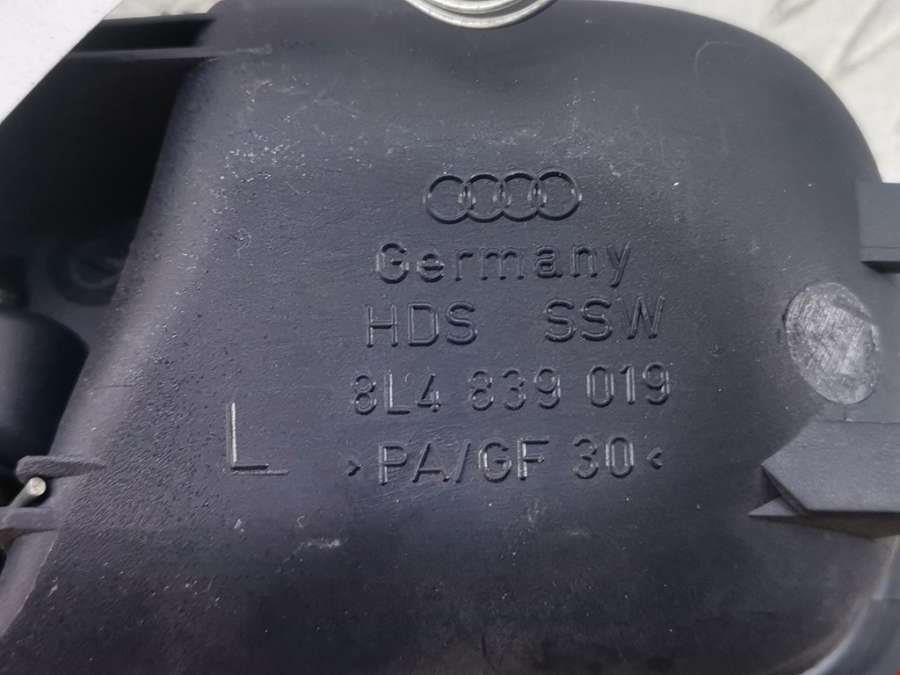 Germany
HDS SSW
8L4 839 019
L >PA/GF 30<